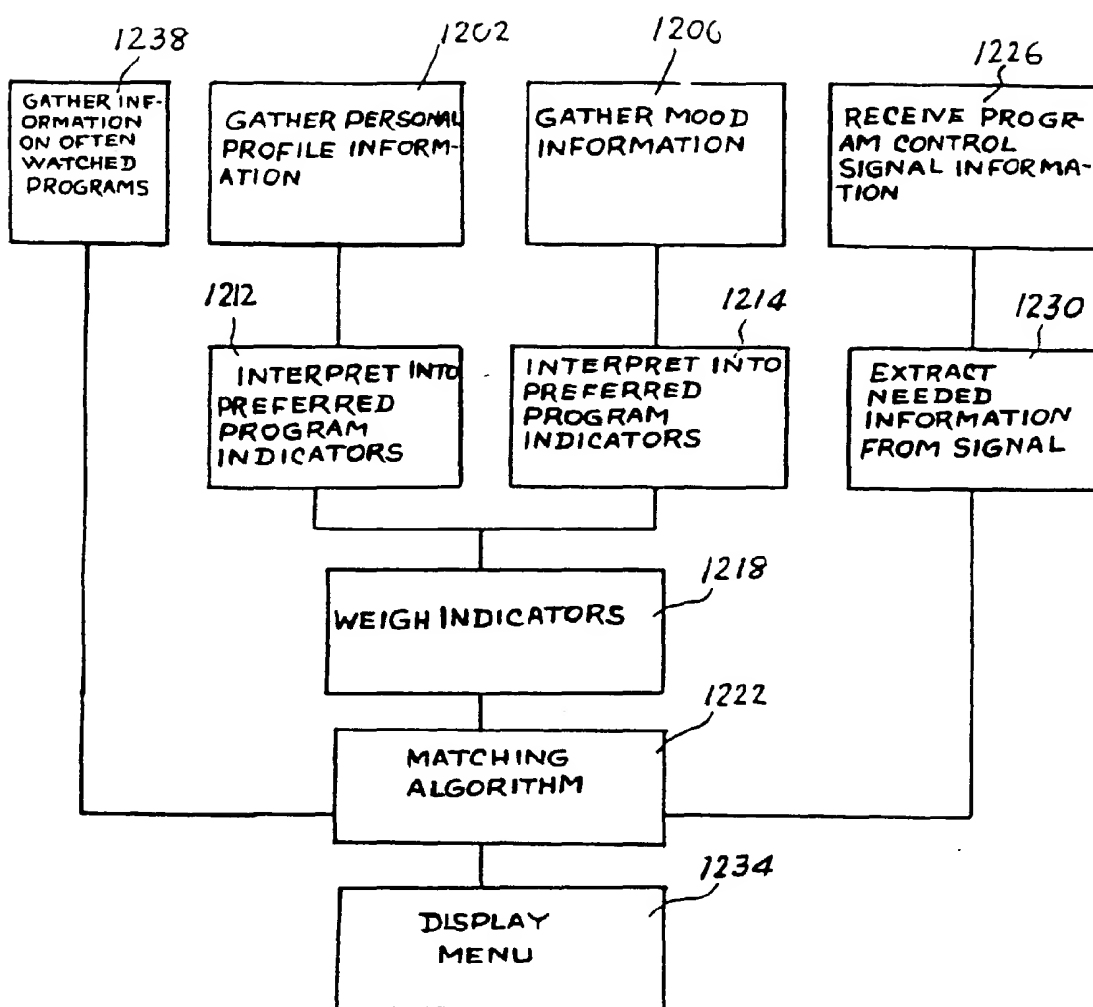 1238
1202
1200
1226
GATHER INF-
ORMATION
ON OFTEN
WATCHED
PROGRAMS
GATHER PERSONAL
PROFILE INFORM-
ATION
GATHER MOOD
INFORMATION
RECEIVE PROGR-
AM CONTROL
SIGNAL INFORMA-
TION
1212
1214
1230
INTERPRET INTO
PREFERRED
PROGRAM
INDICATORS
INTERPRET INTO
PREFERRED
PROGRAM
INDICATORS
EXTRACT
NEEDED
INFORMATION
FROM SIGNAL
1218
WEIGH INDICATORS
1222
MATCHING
ALGORITHM
1234
DISPLAY
MENU